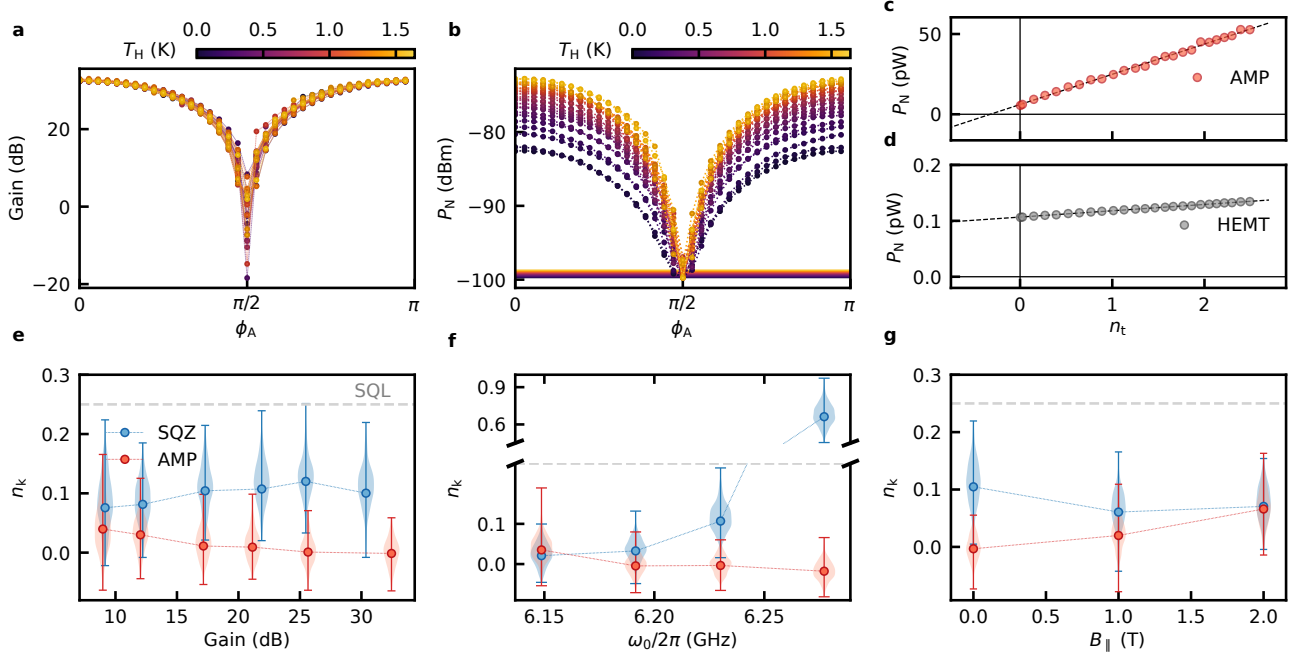 a
T_H (K)
0.0 0.5 1.0 1.5
Gain (dB)
20
0
−20
0 π/2 π
ϕ_A
b
T_H (K)
0.0 0.5 1.0 1.5
P_N (dBm)
−80
−90
−100
0 π/2 π
ϕ_A
c
P_N (pW)
50
0
AMP
d
P_N (pW)
0.2
0.1
0.0
HEMT
0 1 2
n_t
e
n_k
0.3
0.2
0.1
0.0
SQL
SQZ
AMP
10 15 20 25 30
Gain (dB)
f
n_k
0.9
0.6
0.1
0.0
6.15 6.20 6.25
ω_0/2π (GHz)
g
n_k
0.3
0.2
0.1
0.0
0.0 0.5 1.0 1.5 2.0
B_∥ (T)